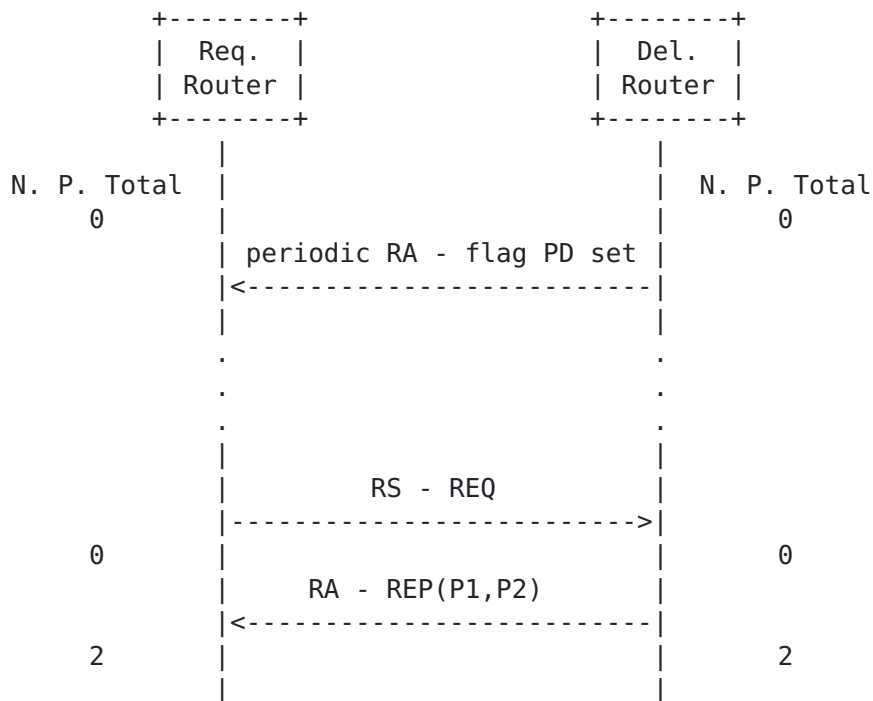 Req. Del.
Router Router
N. P. Total N. P. Total
0 0
periodic RA - flag PD set
RS - REQ
0 0
RA - REP(P1,P2)
2 2